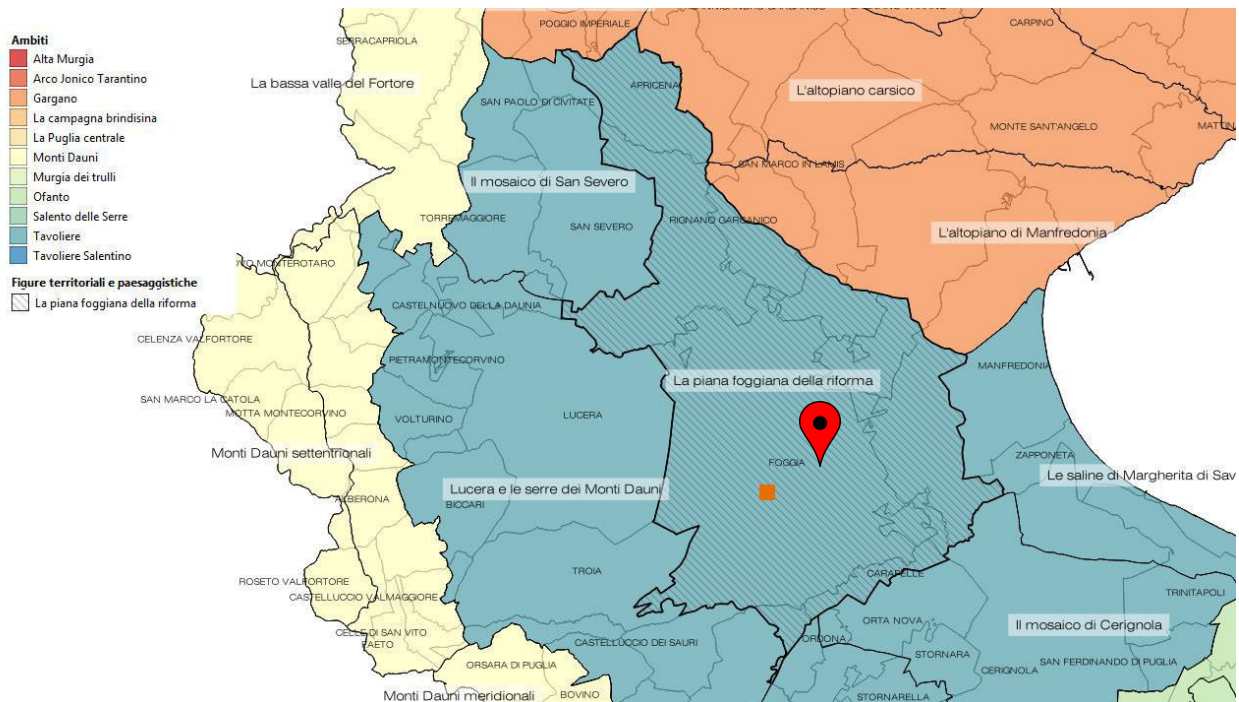 Ambiti
Alta Murgia
Arco Jonico Tarantino
Gargano
La campagna brindisina
La Puglia centrale
Monti Dauni
Murgia dei trulli
Ofanto
Salento delle Serre
Tavoliere
Tavoliere Salentino
Figure territoriali e paesaggistiche
La piana foggiana della riforma
POGGIO IMPERIALE
CARPINO
SERRACAPRIOLA
La bassa valle del Fortore
APRICENA
L'altopiano carsico
SAN PAOLO DI CIVITATE
MONTE SANT'ANGELO
MATTIN
SAN MARCO IN LAMIS
Il mosaico di San Severo
TORREMAGGIORE
SAN SEVERO
RIGNANO GARGANICO
L'altopiano di Manfredonia
OVO MONTEROTARO
CASTELNUOVO DELLA DAUNIA
CELENZA VALFORTORE
PIETRAMONTECORVINO
MANFREDONIA
La piana foggiana della riforma
SAN MARCO LA CATOLA
MOTTA MONTECORVINO
VOLTURINO
LUCERA
Monti Dauni settentrionali
FOGGIA
ZAPPONETA
Le saline di Margherita di Sav
Lucera e le serre dei Monti Dauni
ALBERONA
BICCARI
TROIA
CARAPELLE
ROSETO VALFORTORE
CASTELLUCCIO VALMAGGIORE
TRINITAPOLI
ORTA NOVA
Il mosaico di Cerignola
CELLE DI SAN VITO
FAETO
CASTELLUCCIO DEI SAURI
ORDONA
STORNARA
ORSARA DI PUGLIA
CERIGNOLA
SAN FERDINANDO DI PUGLIA
Monti Dauni meridionali
BOVINO
STORNARELLA